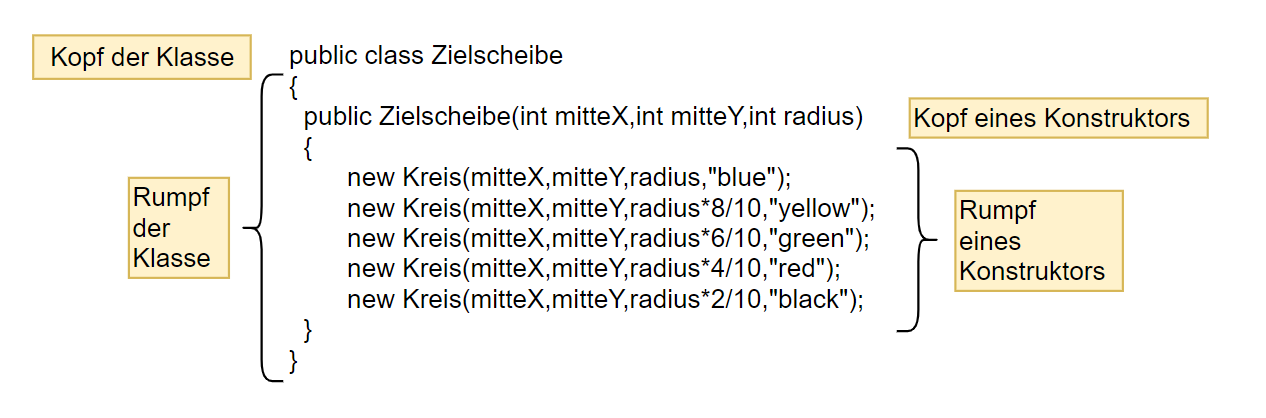 Kopf der Klasse
public class Zielscheibe
{
public Zielscheibe(int mitteX,int mitteY,int radius)
Kopf eines Konstruktors
{
new Kreis(mitteX,mitteY,radius,"blue");
new Kreis(mitteX,mitteY,radius*8/10,"yellow");
new Kreis(mitteX,mitteY,radius*6/10,"green");
new Kreis(mitteX,mitteY,radius*4/10,"red");
new Kreis(mitteX,mitteY,radius*2/10,"black");
}
}
Rumpf
der
Klasse
Rumpf
eines
Konstruktors